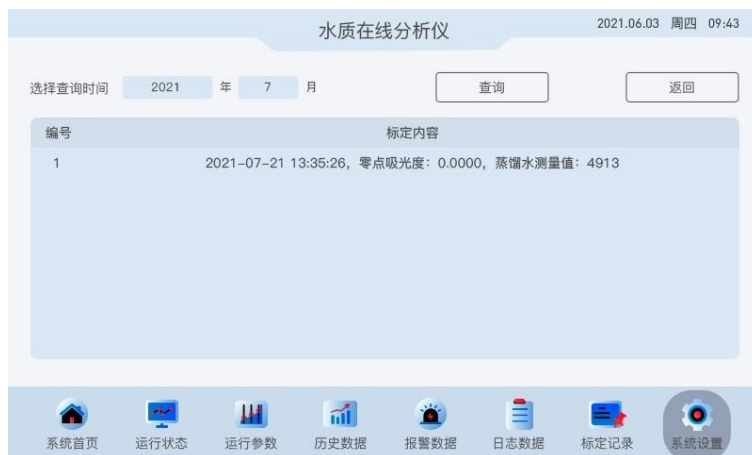 水质在线分析仪
2021.06.03 周四 09:43
选择查询时间 2021 年 7 月 查询 返回
编号 标定内容
1 2021-07-21 13:35:26, 零点吸光度: 0.0000, 蒸馏水测量值: 4913
系统首页 运行状态 运行参数 历史数据 报警数据 日志数据 标定记录 系统设置